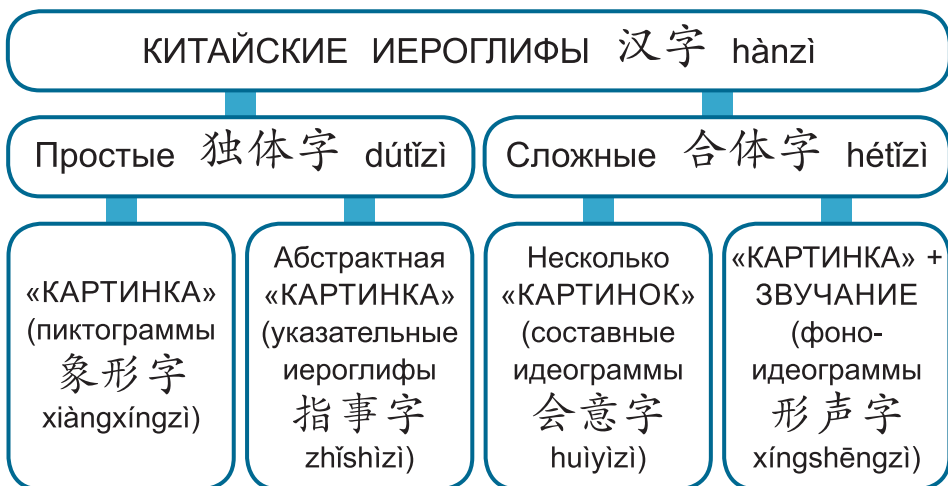 КИТАЙСКИЕ ИЕРОГЛИФЫ 汉字 hànzì
Простые 独体字 dútǐzì
Сложные 合体字 hétǐzì
«КАРТИНКА»
(пиктограммы
象形字
xiàngxíngzì)
Абстрактная
«КАРТИНКА»
(указательные
иероглифы
指事字
zhǐshìzì)
Несколько
«КАРТИНОК»
(составные
идеограммы
会意字
huìyìzì)
«КАРТИНКА» +
ЗВУЧАНИЕ
(фоно-
идеограммы
形声字
xíngshēngzì)